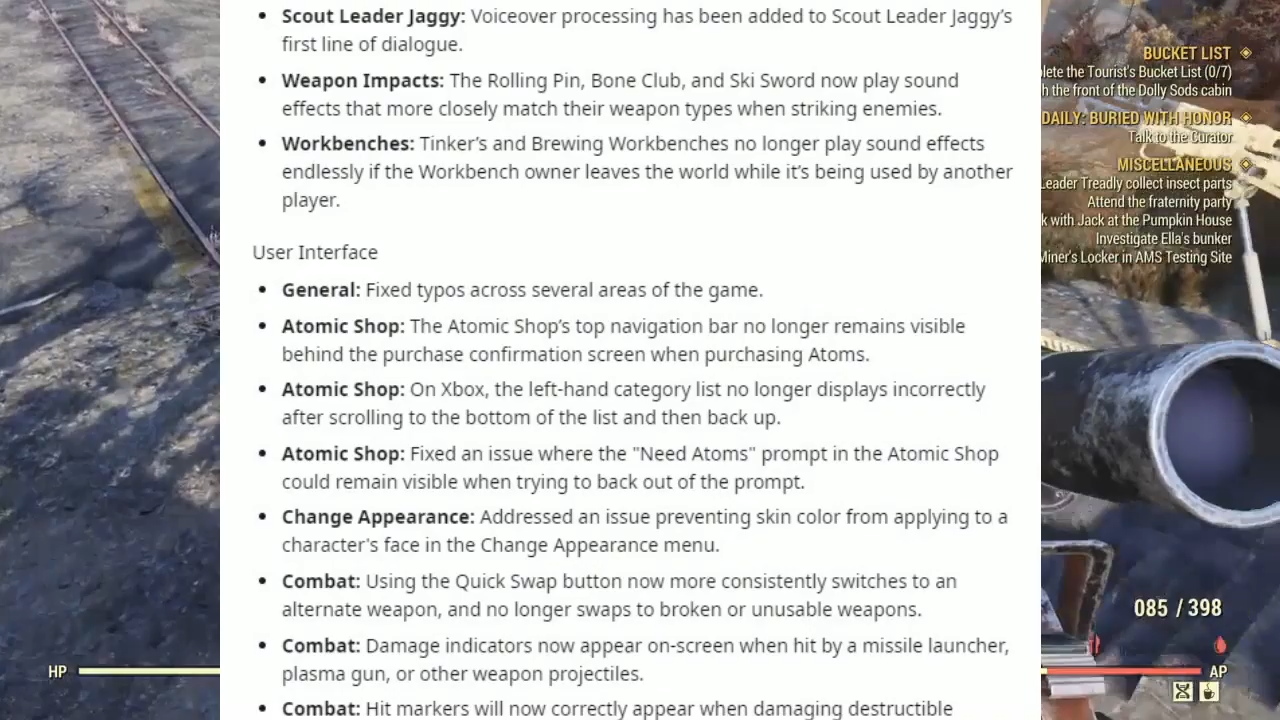 Scout Leader Jaggy: Voiceover processing has been added to Scout Leader Jaggy’s
first line of dialogue.
Weapon Impacts: The Rolling Pin, Bone Club, and Ski Sword now play sound
effects that more closely match their weapon types when striking enemies.
Workbenches: Tinker’s and Brewing Workbenches no longer play sound effects
endlessly if the Workbench owner leaves the world while it’s being used by another
player.
User Interface
General: Fixed typos across several areas of the game.
Atomic Shop: The Atomic Shop’s top navigation bar no longer remains visible
behind the purchase confirmation screen when purchasing Atoms.
Atomic Shop: On Xbox, the left-hand category list no longer displays incorrectly
after scrolling to the bottom of the list and then back up.
Atomic Shop: Fixed an issue where the "Need Atoms" prompt in the Atomic Shop
could remain visible when trying to back out of the prompt.
Change Appearance: Addressed an issue preventing skin color from applying to a
character's face in the Change Appearance menu.
Combat: Using the Quick Swap button now more consistently switches to an
alternate weapon, and no longer swaps to broken or unusable weapons.
Combat: Damage indicators now appear on-screen when hit by a missile launcher,
plasma gun, or other weapon projectiles.
Combat: Hit markers will now correctly appear when damaging destructible
BUCKET LIST
the Tourist's Bucket List (0/7)
the front of the Dolly Sods cabin
DAILY: BURIED WITH HONOR
Talk to the Curator
MISCELLANEOUS
Leader Treadly collect insect parts
Attend the fraternity party
with Jack at the Pumpkin House
Investigate Ella's bunker
Miner's Locker in AMS Testing Site
085 / 398
HP
AP